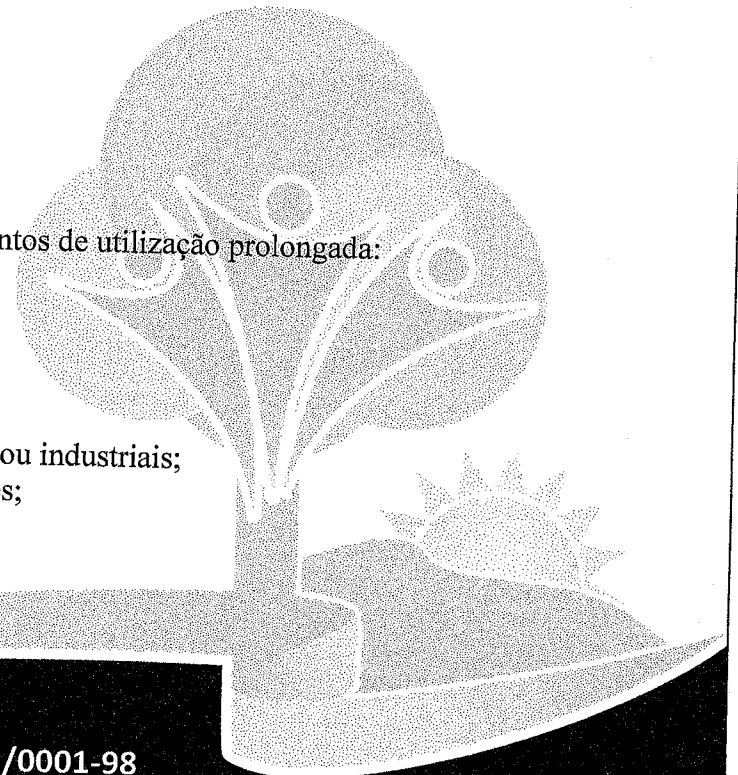 ntos de utilização prolongada:
ou industriais;
s;
/0001-98